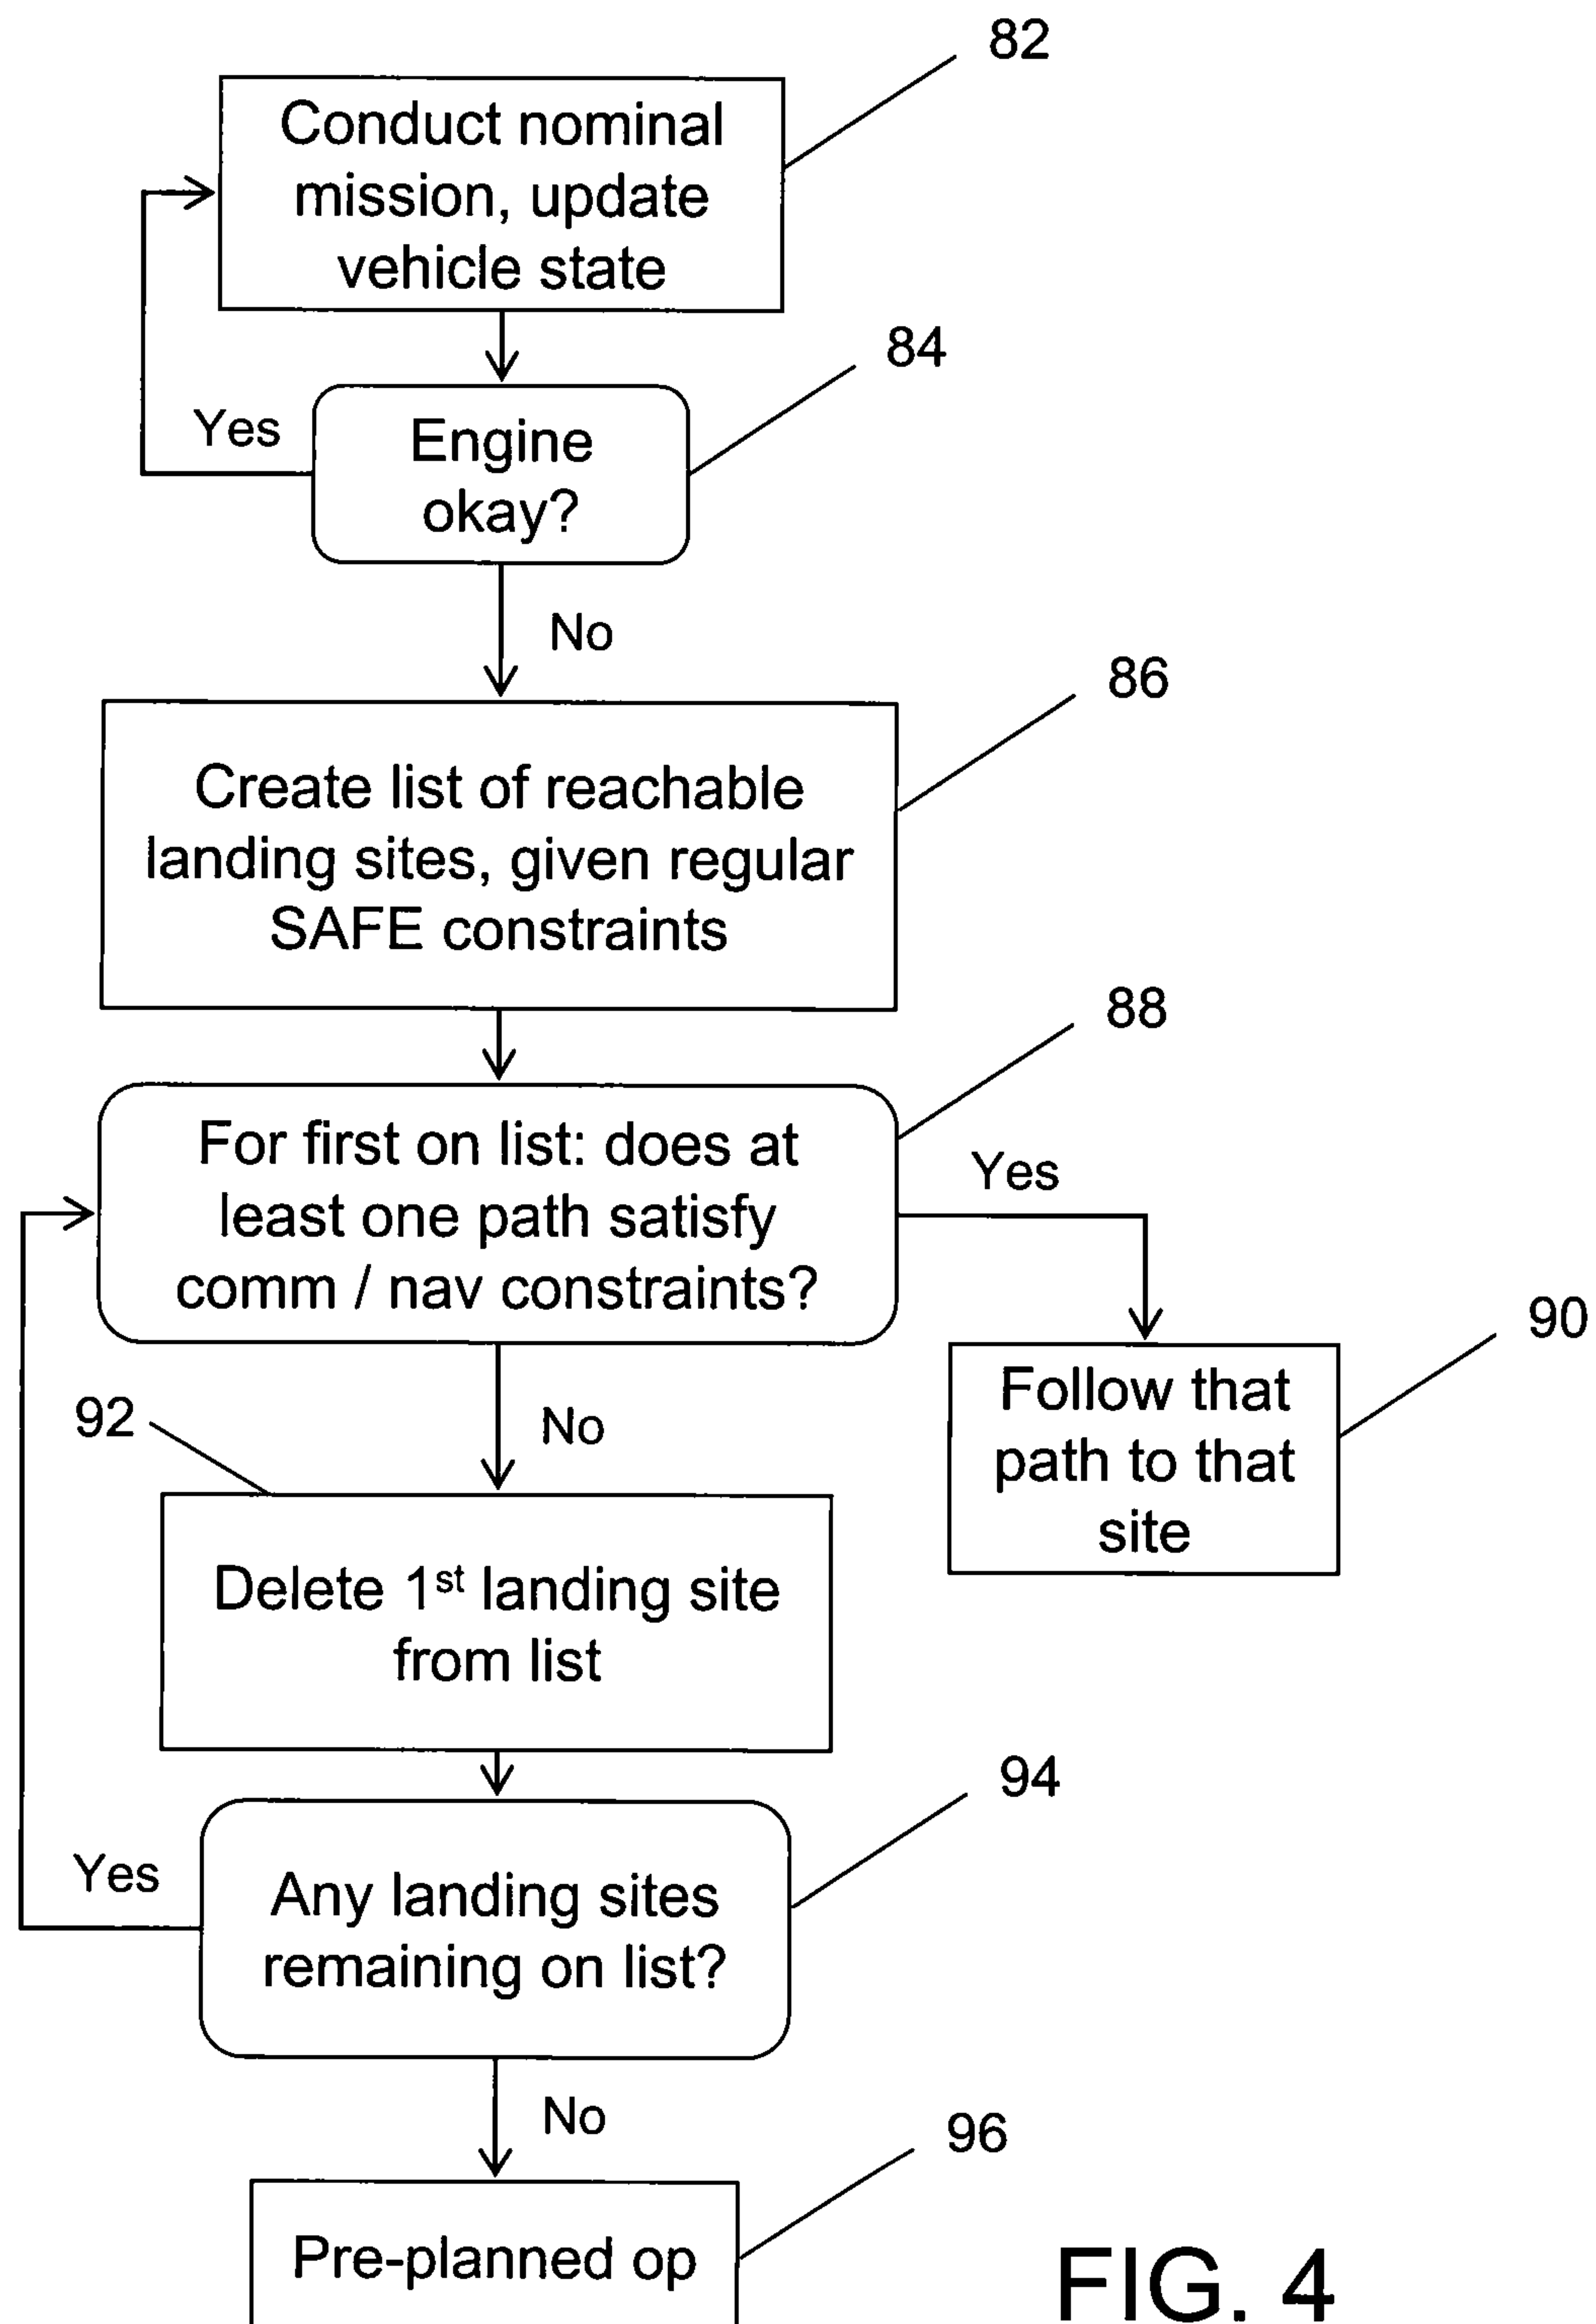 82
Conduct nominal
mission, update
vehicle state
84
Yes
Engine
okay?
No
86
Create list of reachable
landing sites, given regular
SAFE constraints
88
For first on list: does at
least one path satisfy
comm / nav constraints?
Yes
90
Follow that
path to that
site
92
No
Delete 1st landing site
from list
94
Yes
Any landing sites
remaining on list?
No
96
Pre-planned op
FIG. 4